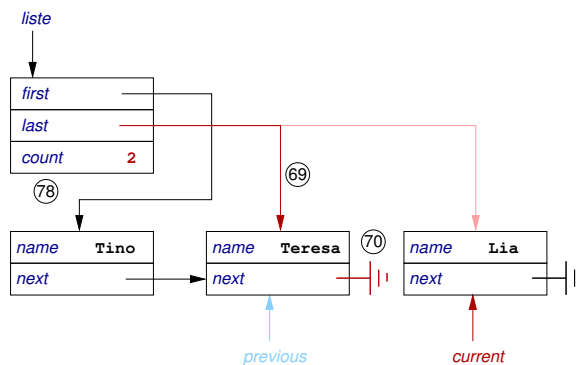 liste
first
last
count 2
78
69
name Tino
next
name Teresa
next
70
name Lia
next
previous
current